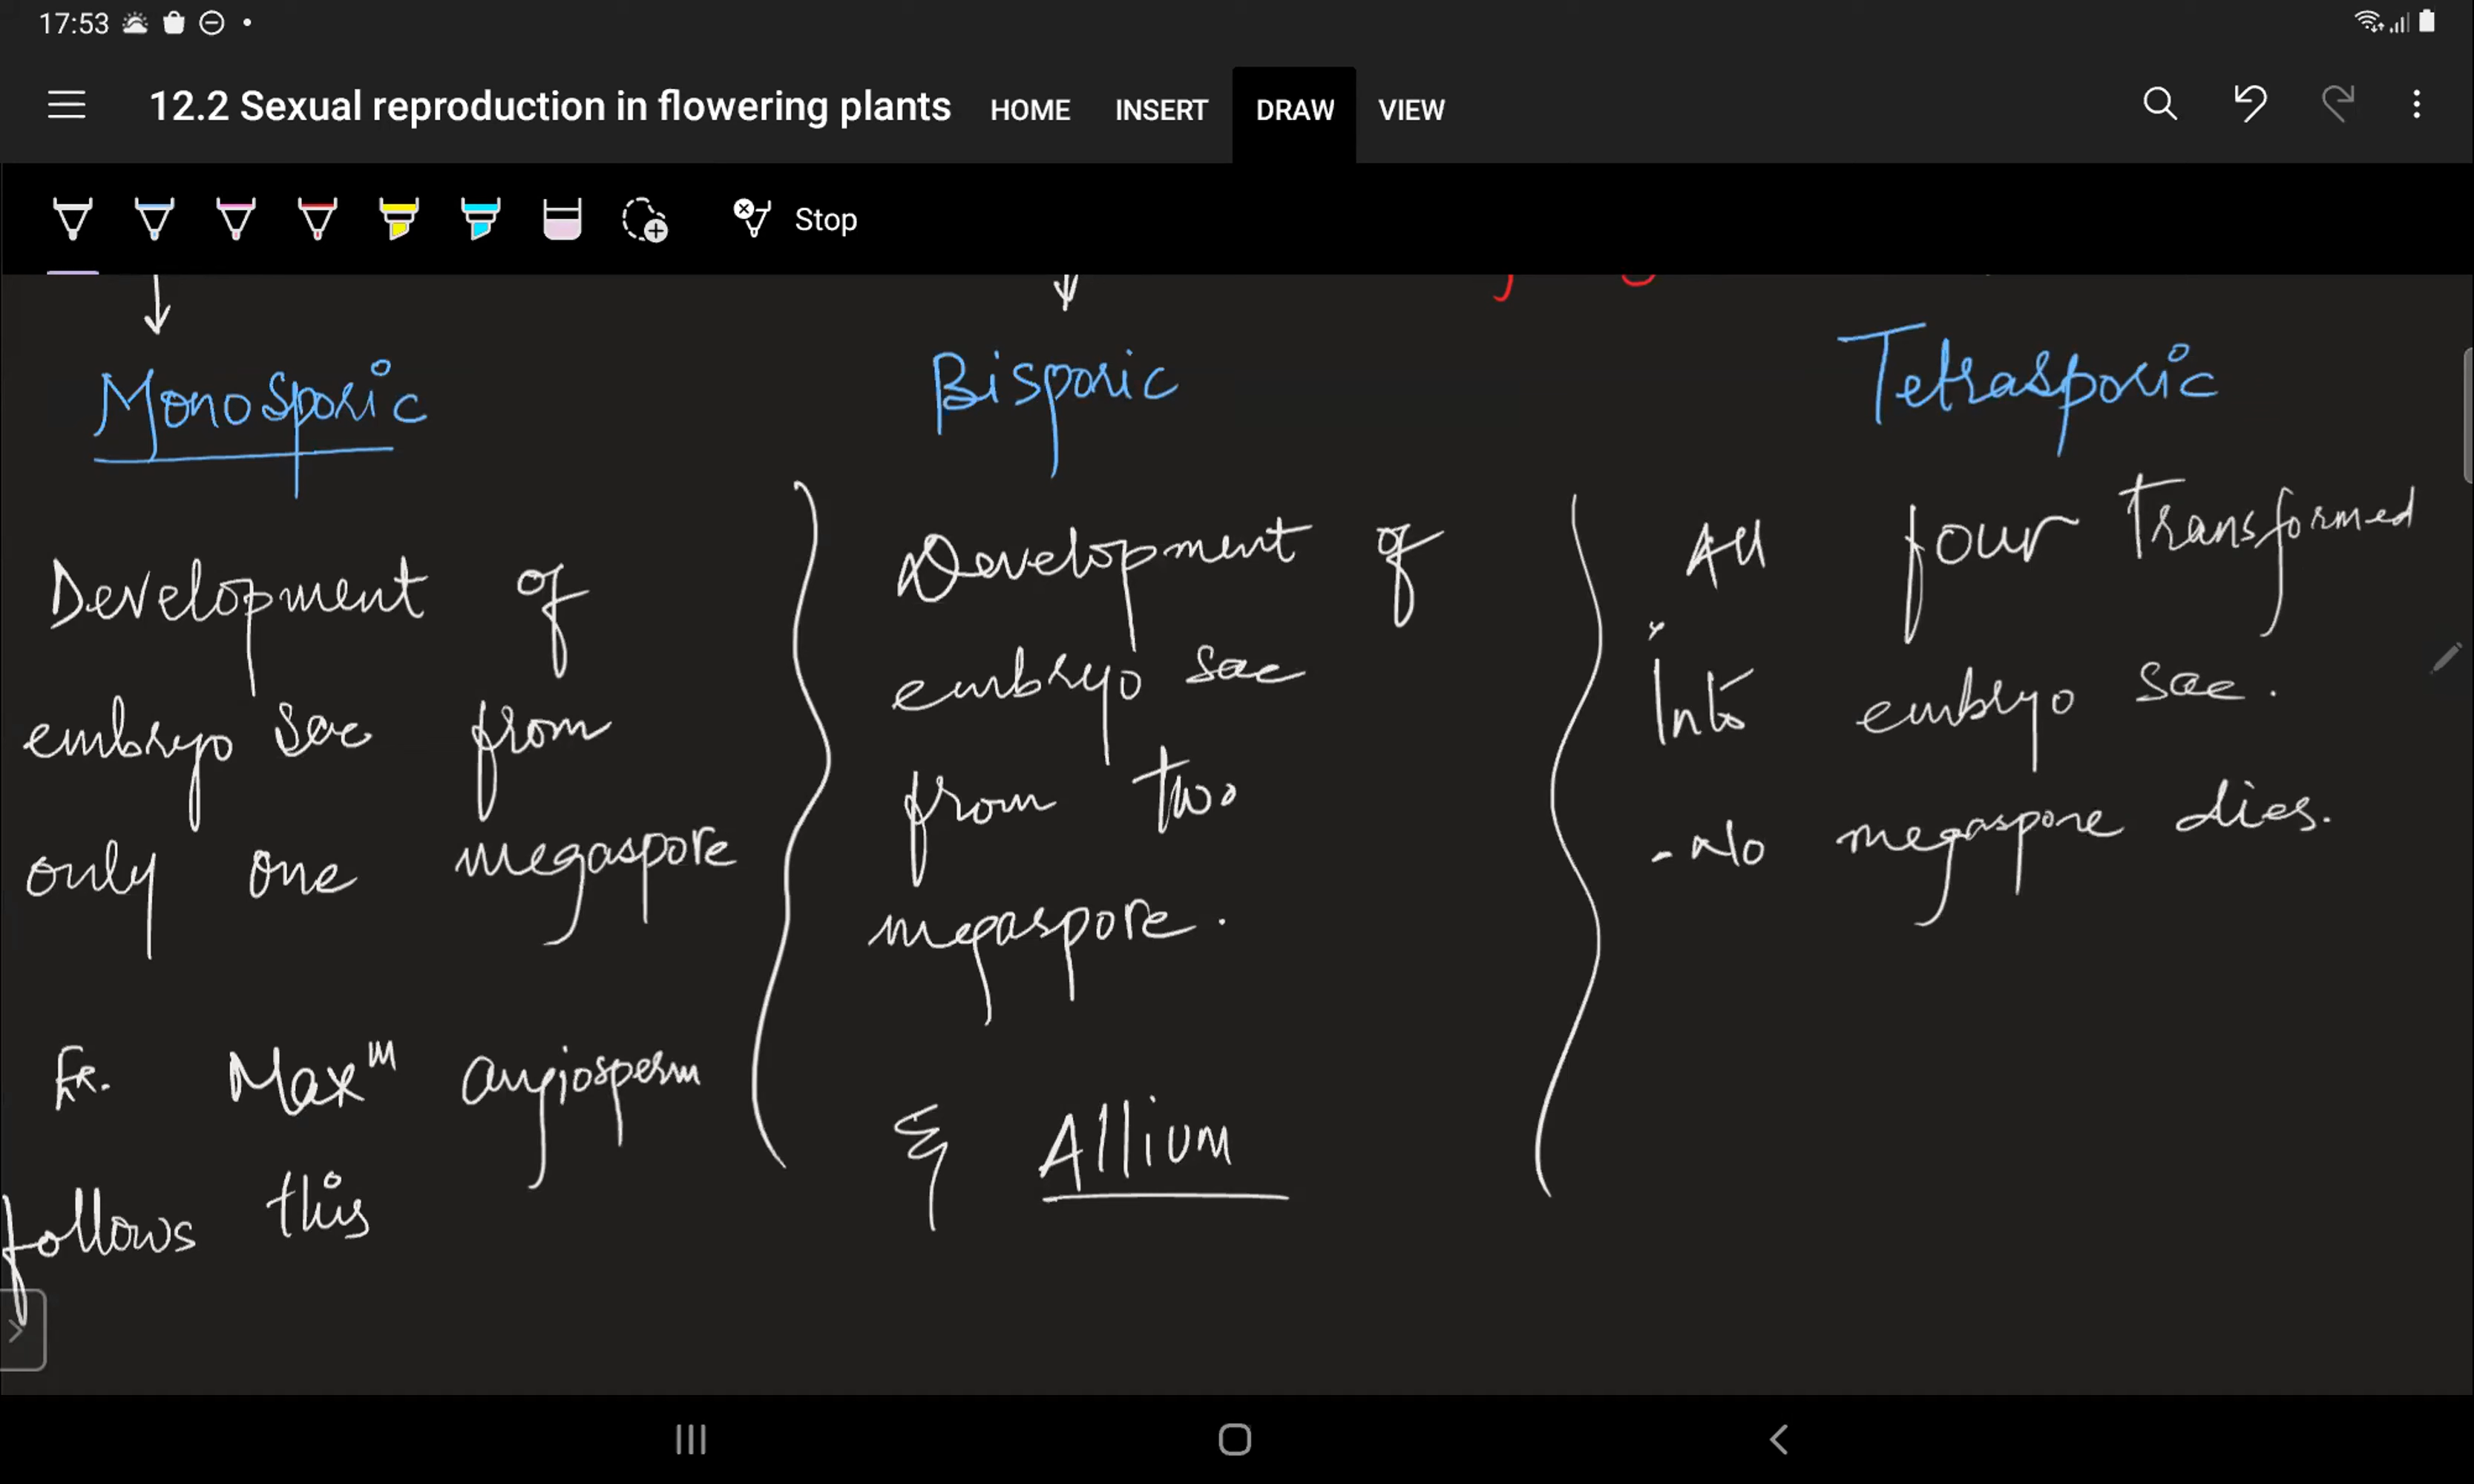 17:53
12.2 Sexual reproduction in flowering plants HOME INSERT DRAW VIEW
Stop
Monosporic
Development of
embryo sac from
only one megaspore
Ex. Maxᵐ angiosperm
follows this
Bisporic
Development of
embryo sac
from two
megaspore.
Eg Allium
Tetrasporic
All four Transformed
Into embryo sac.
- No megaspore dies.